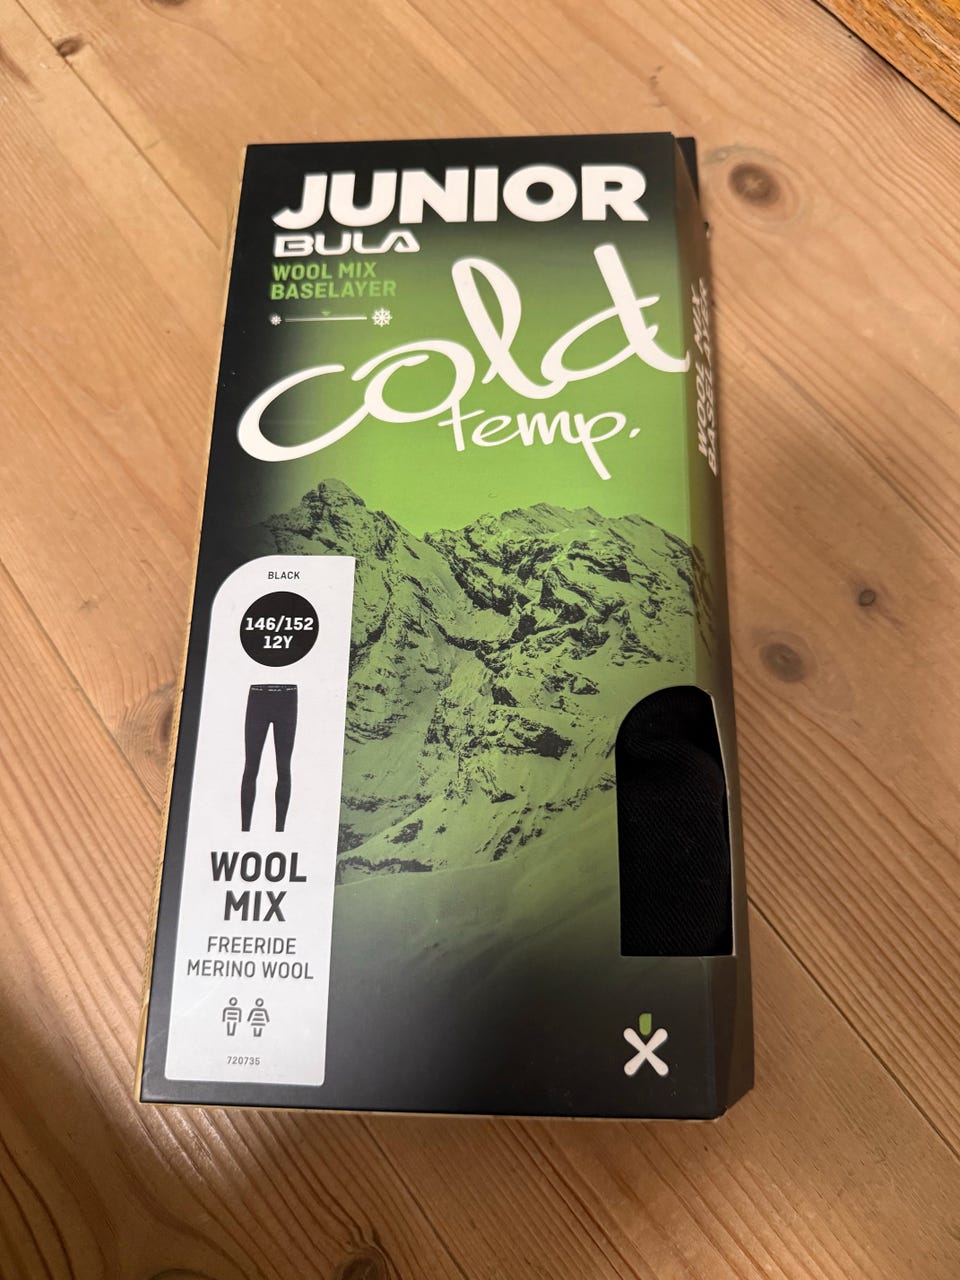 JUNIOR
BULA
WOOL MIX
BASELAYER
cold
temp.
WOOL MIX
BASELAYER
BLACK
146/152
12Y
WOOL
MIX
FREERIDE
MERINO WOOL
720735